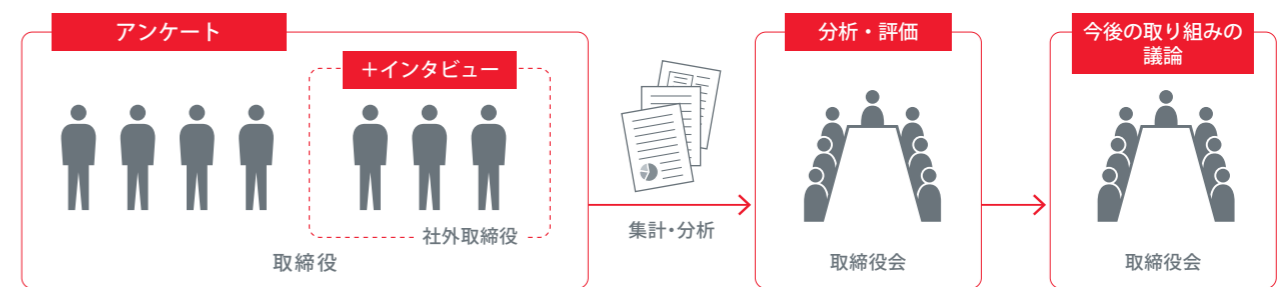 アンケート
＋インタビュー
社外取締役
取締役
集計・分析
分析・評価
取締役会
今後の取り組みの
議論
取締役会